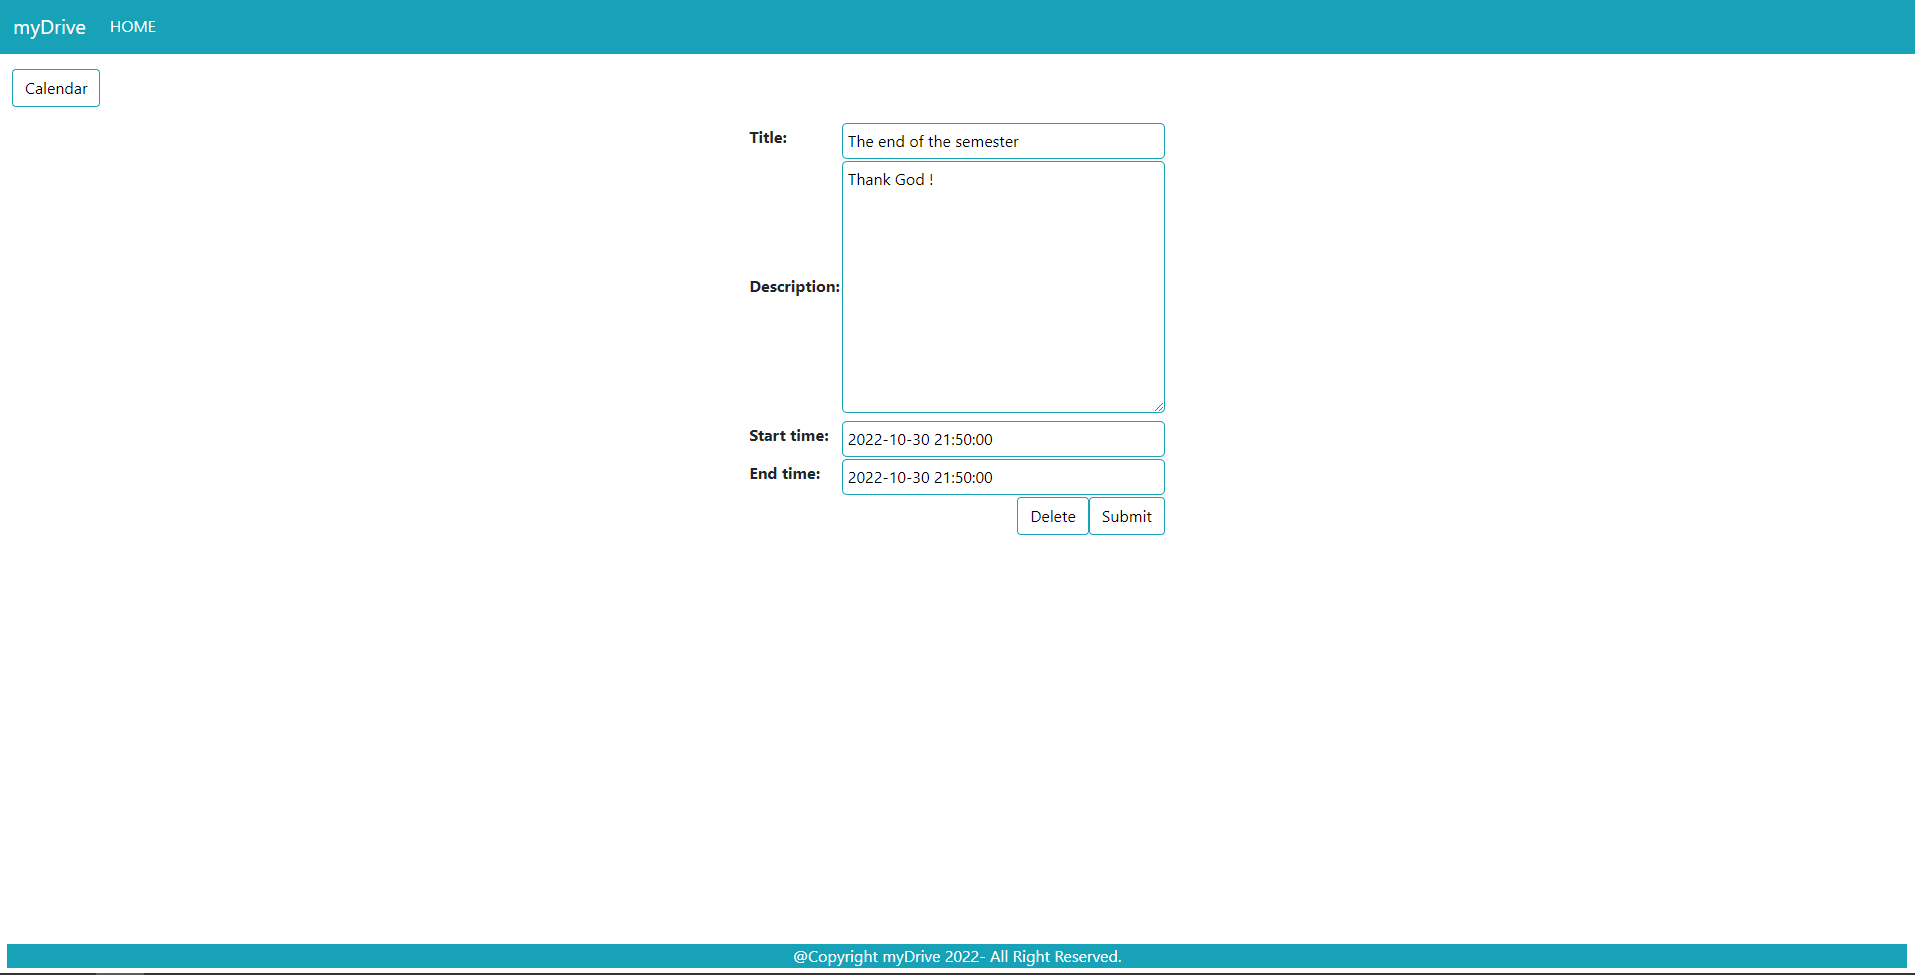 myDrive HOME
Calendar
Title: The end of the semester
Thank God !
Description:
Start time: 2022-10-30 21:50:00
End time: 2022-10-30 21:50:00
Delete Submit
@Copyright myDrive 2022- All Right Reserved.